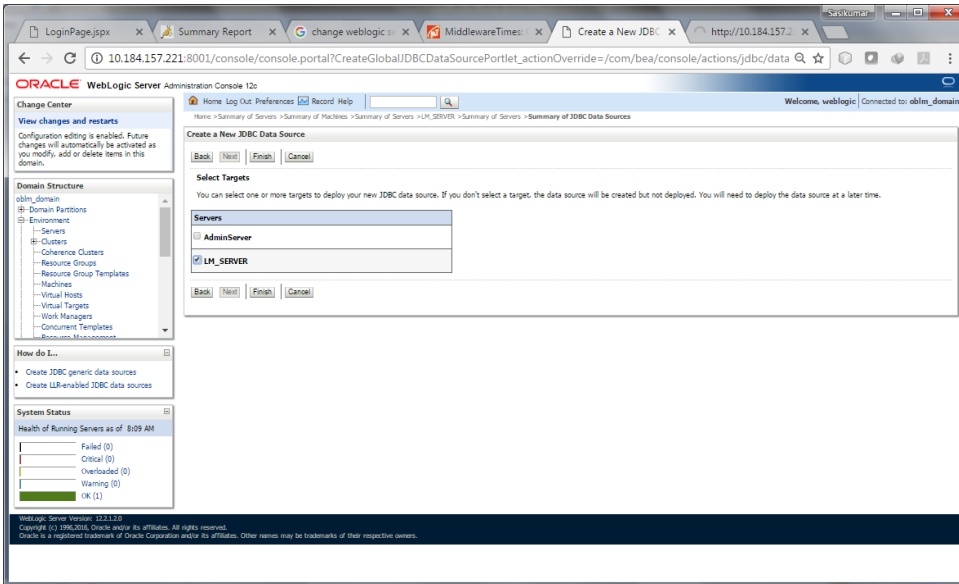 Sasikumar
LoginPage.jspx
Summary Report
change weblogic s
MiddlewareTimes:
Create a New JDBC
http://10.184.157.2
10.184.157.221:8001/console/console.portal?CreateGlobalJDBCDataSourcePortlet_actionOverride=/com/bea/console/actions/jdbc/data
ORACLE WebLogic Server Administration Console 12c
Change Center
View changes and restarts
Configuration editing is enabled. Future
changes will automatically be activated as
you modify, add or delete items in this
domain.
Domain Structure
oblm_domain
Domain Partitions
Environment
Servers
Clusters
Coherence Clusters
Resource Groups
Resource Group Templates
Machines
Virtual Hosts
Virtual Targets
Work Managers
Concurrent Templates
Resource Management
How do I...
Create JDBC generic data sources
Create LLR-enabled JDBC data sources
System Status
Health of Running Servers as of 8:09 AM
Failed (0)
Critical (0)
Overloaded (0)
Warning (0)
OK (1)
Home Log Out Preferences Record Help
Welcome, weblogic Connected to: oblm_domain
Home >Summary of Servers >Summary of Machines >Summary of Servers >LM_SERVER >Summary of Servers >Summary of JDBC Data Sources
Create a New JDBC Data Source
Back Next Finish Cancel
Select Targets
You can select one or more targets to deploy your new JDBC data source. If you don't select a target, the data source will be created but not deployed. You will need to deploy the data source at a later time.
Servers
AdminServer
LM_SERVER
Back Next Finish Cancel
WebLogic Server Version: 12.2.1.2.0
Copyright (c) 1996,2016, Oracle and/or its affiliates. All rights reserved.
Oracle is a registered trademark of Oracle Corporation and/or its affiliates. Other names may be trademarks of their respective owners.